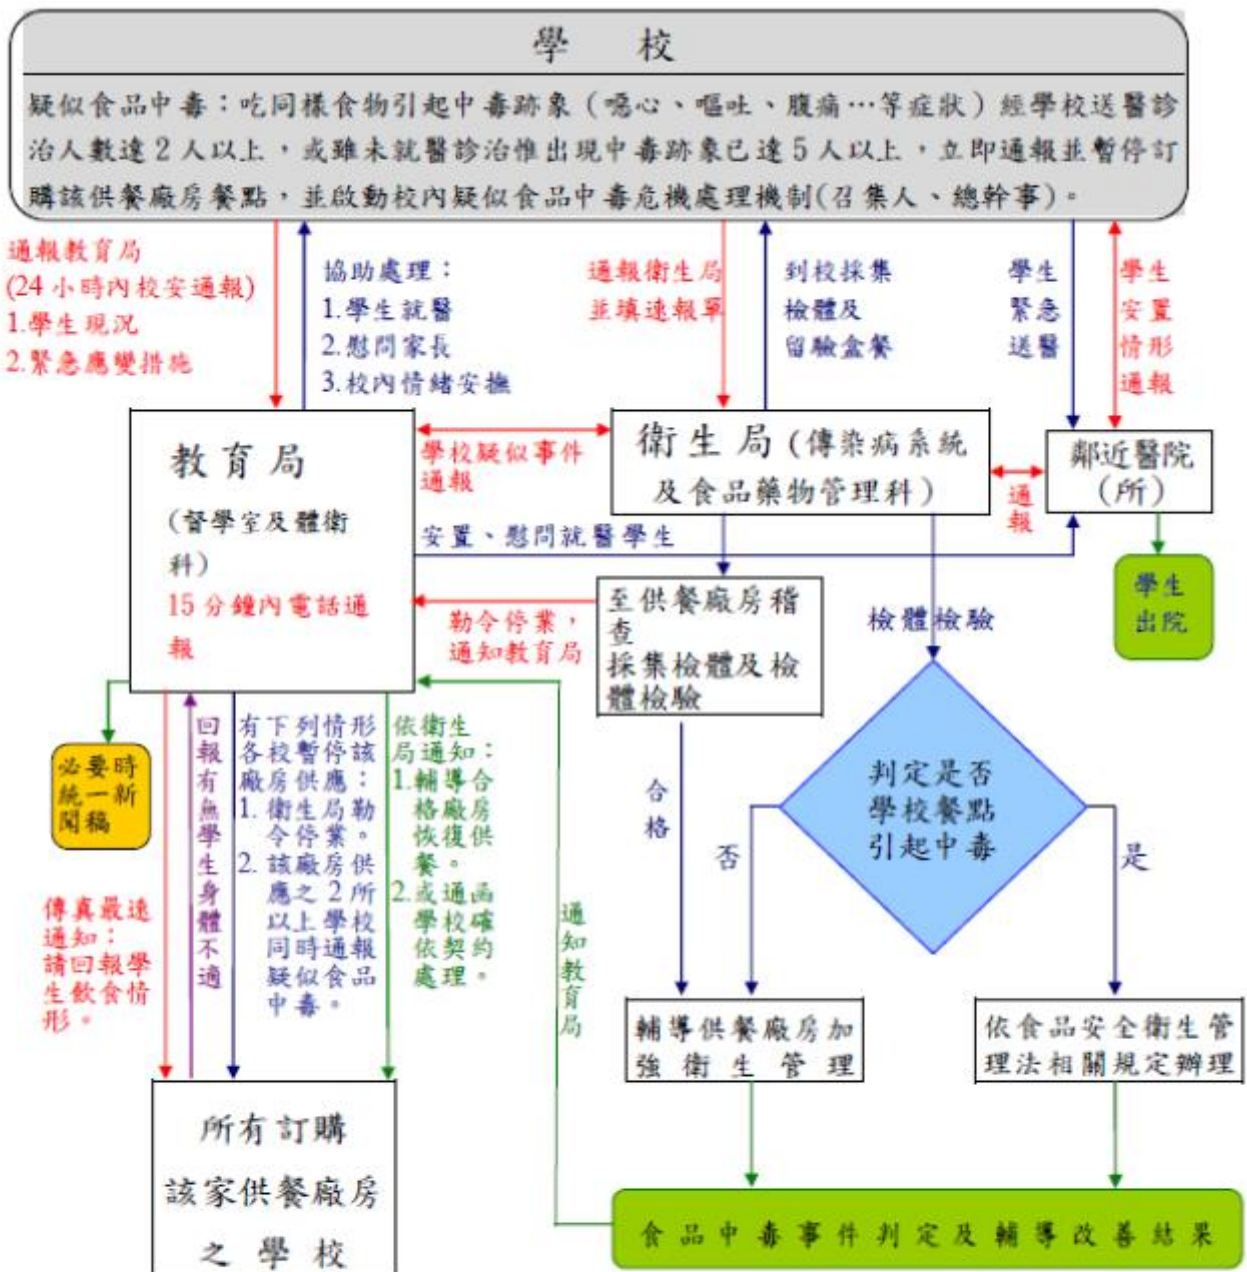 學 校
疑似食品中毒：吃同樣食物引起中毒跡象（噁心、嘔吐、腹痛…等症狀）經學校送醫診
治人數達2人以上，或雖未就醫診治惟出現中毒跡象已達5人以上，立即通報並暫停訂
購該供餐廠房餐點，並啟動校內疑似食品中毒危機處理機制(召集人、總幹事)。
通報教育局
(24小時內校安通報)
1.學生現況
2.緊急應變措施
協助處理：
1.學生就醫
2.慰問家長
3.校內情緒安撫
通報衛生局
並填速報單
到校採集
檢體及
留驗盒餐
學生
緊急
送醫
學生
安置
情形
通報
教育局
(督學室及體衛
科)
15分鐘內電話通
報
學校疑似事件
通報
衛生局(傳染病系統
及食品藥物管理科)
通
報
鄰近醫院
(所)
安置、慰問就醫學生
學生
出院
勒令停業，
通知教育局
至供餐廠房稽
查
採集檢體及檢
體檢驗
檢體檢驗
必要時
統一新
聞稿
傳真最速
通知：
請回報學
生飲食情
形。
回報有無學生身體不適
有下列情形
各校暫停該
廠房供應：
1. 衛生局勒
令停業。
2. 該廠房供
應之2所
以上學校
同時通報
疑似食品
中毒。
依衛生
局通知：
1.輔導合
格廠房
恢復供
餐。
2.或通函
學校確
依契約
處理。
通知教育局
合格
判定是否
學校餐點
引起中毒
否
是
輔導供餐廠房加
強衛生管理
依食品安全衛生管
理法相關規定辦理
所有訂購
該家供餐廠房
之學校
食品中毒事件判定及輔導改善結果